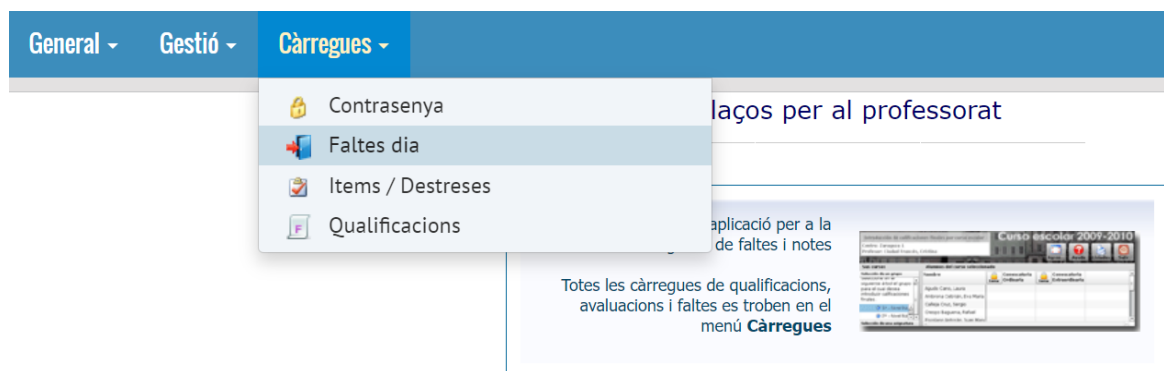 General
Gestió
Càrregues
Contrasenya
laços per al professorat
Faltes dia
Items / Destreses
Qualificacions
aplicació per a la
de faltes i notes
Totes les càrregues de qualificacions,
avaluacions i faltes es troben en el
menú Càrregues
Curso escolar 2009-2010